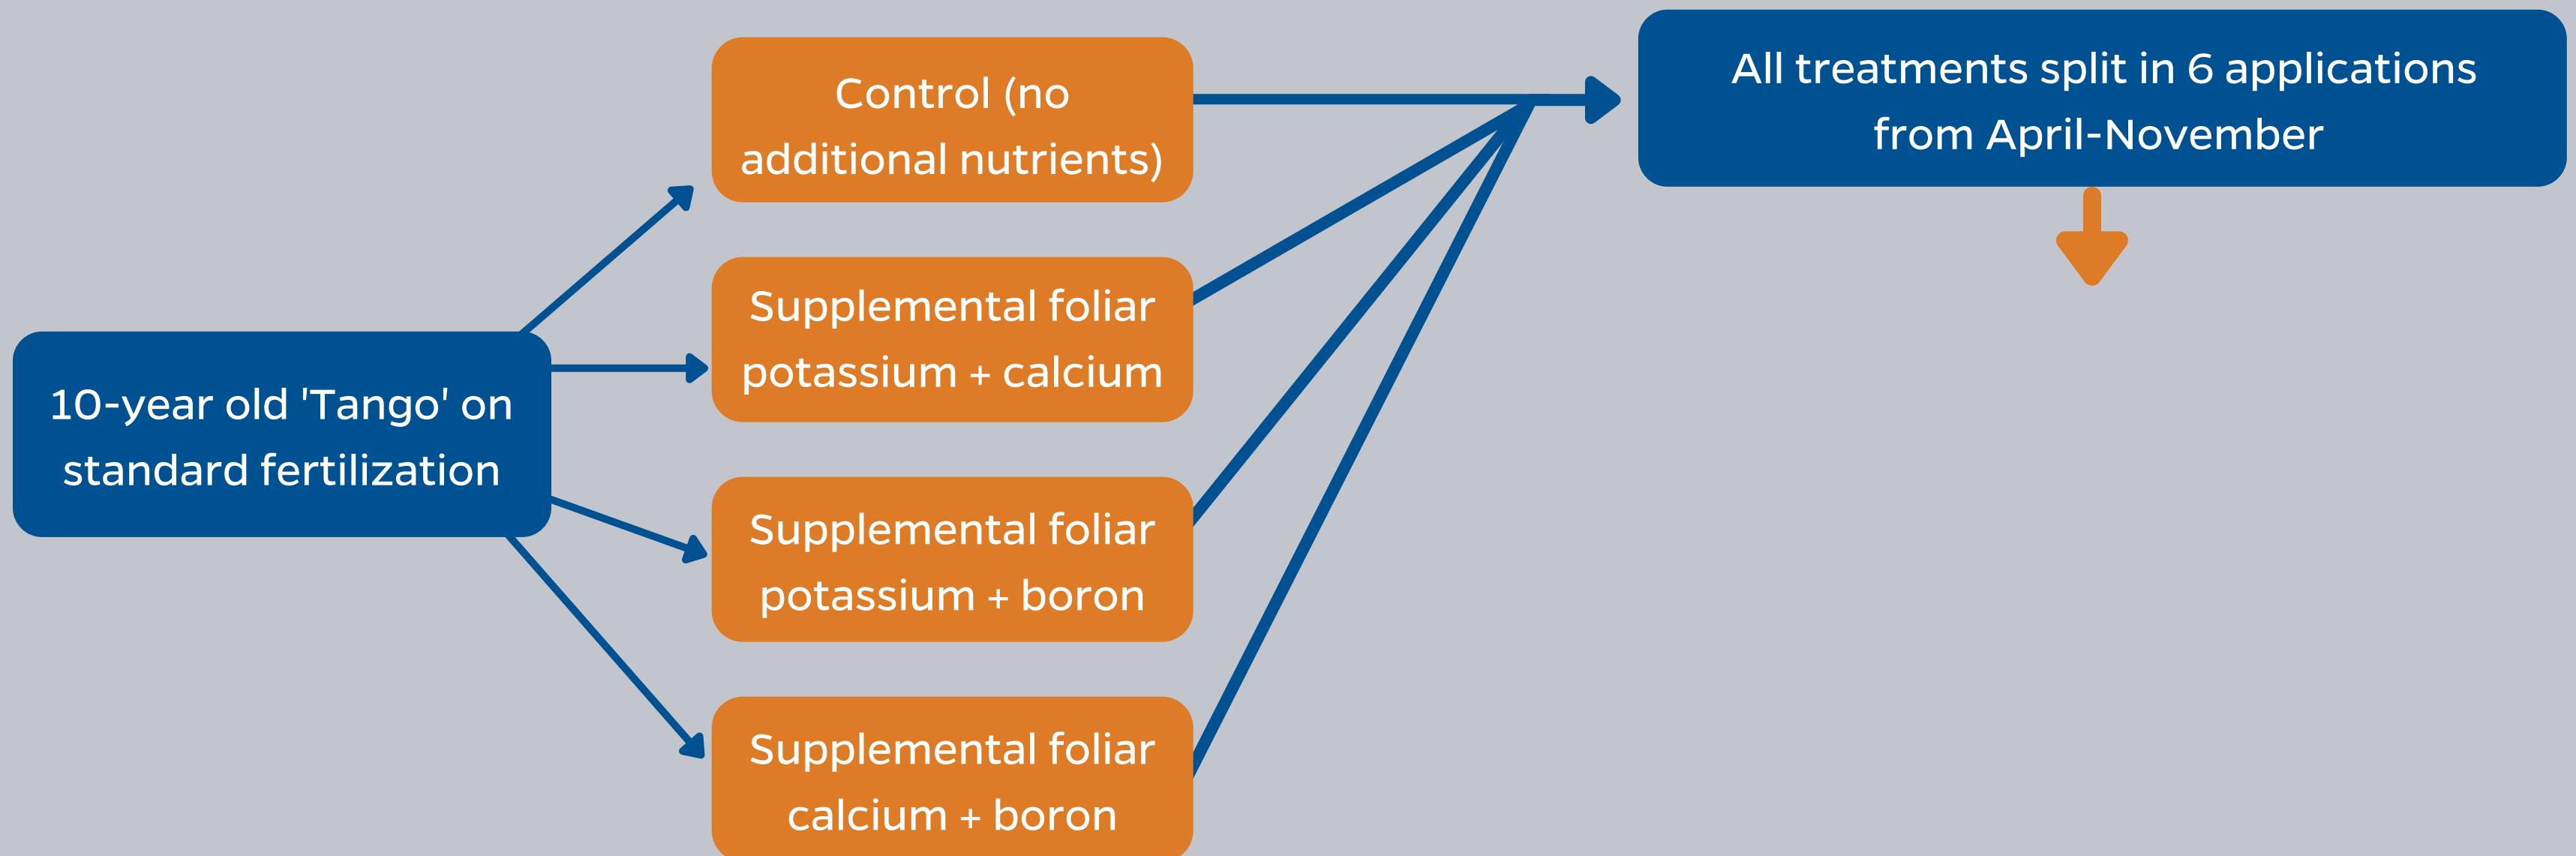 10-year old 'Tango' on
standard fertilization
Control (no
additional nutrients)
Supplemental foliar
potassium + calcium
Supplemental foliar
potassium + boron
Supplemental foliar
calcium + boron
All treatments split in 6 applications
from April-November